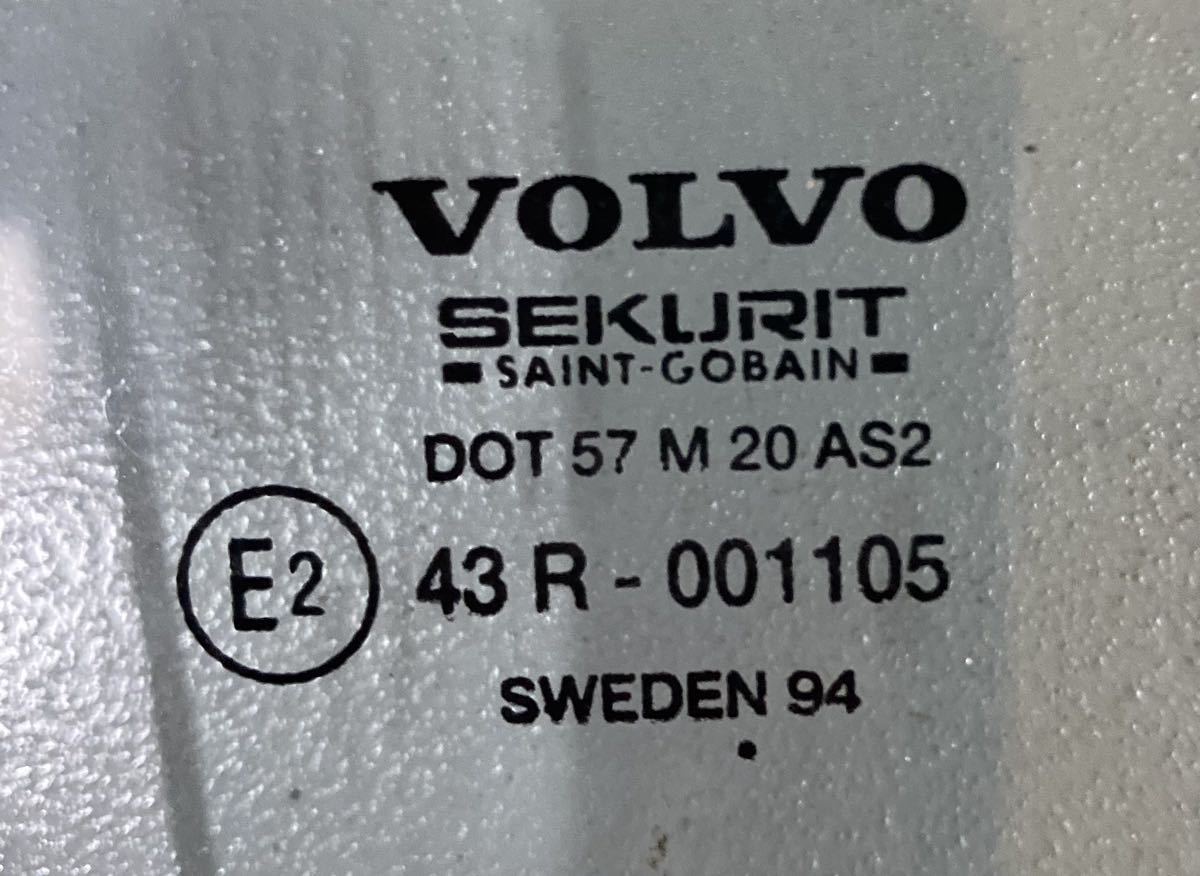 VOLVO
SEKURIT
SAINT-GOBAIN
DOT 57 M 20 AS2
E2 43 R - 001105
SWEDEN 94